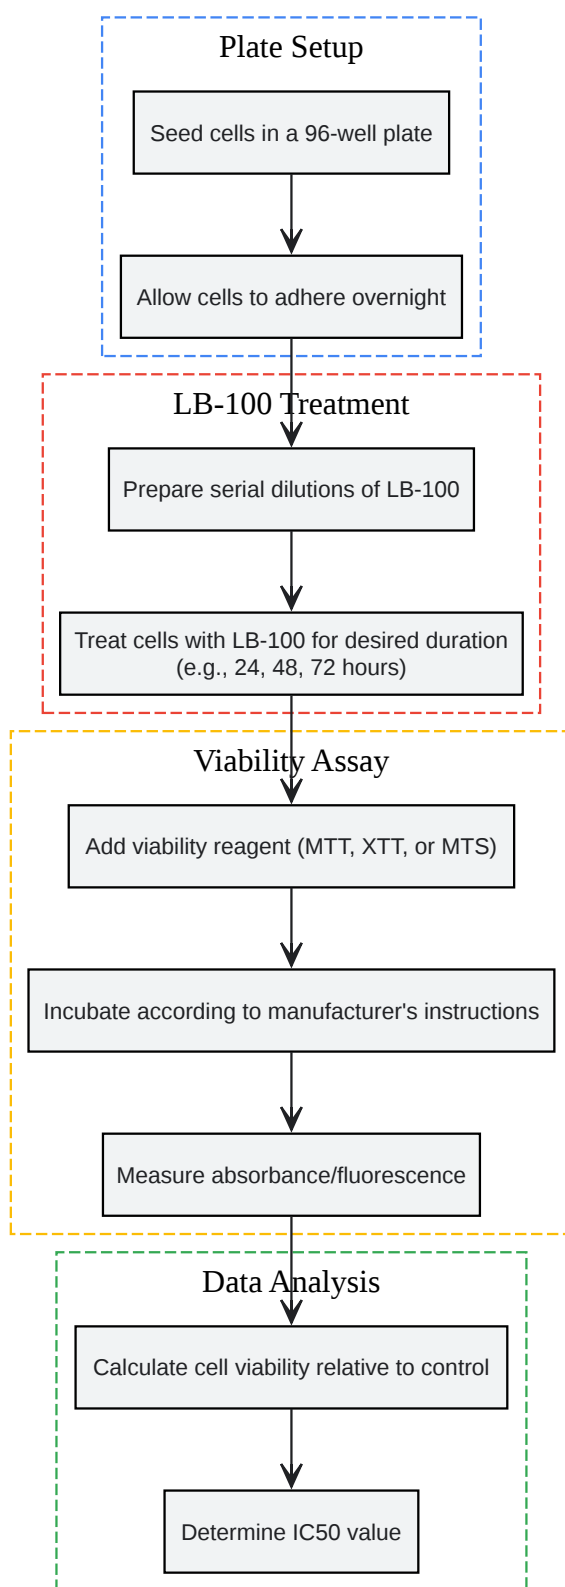 Plate Setup
Seed cells in a 96-well plate
Allow cells to adhere overnight
LB-100 Treatment
Prepare serial dilutions of LB-100
Treat cells with LB-100 for desired duration
(e.g., 24, 48, 72 hours)
Viability Assay
Add viability reagent (MTT, XTT, or MTS)
Incubate according to manufacturer's instructions
Measure absorbance/fluorescence
Data Analysis
Calculate cell viability relative to control
Determine IC50 value